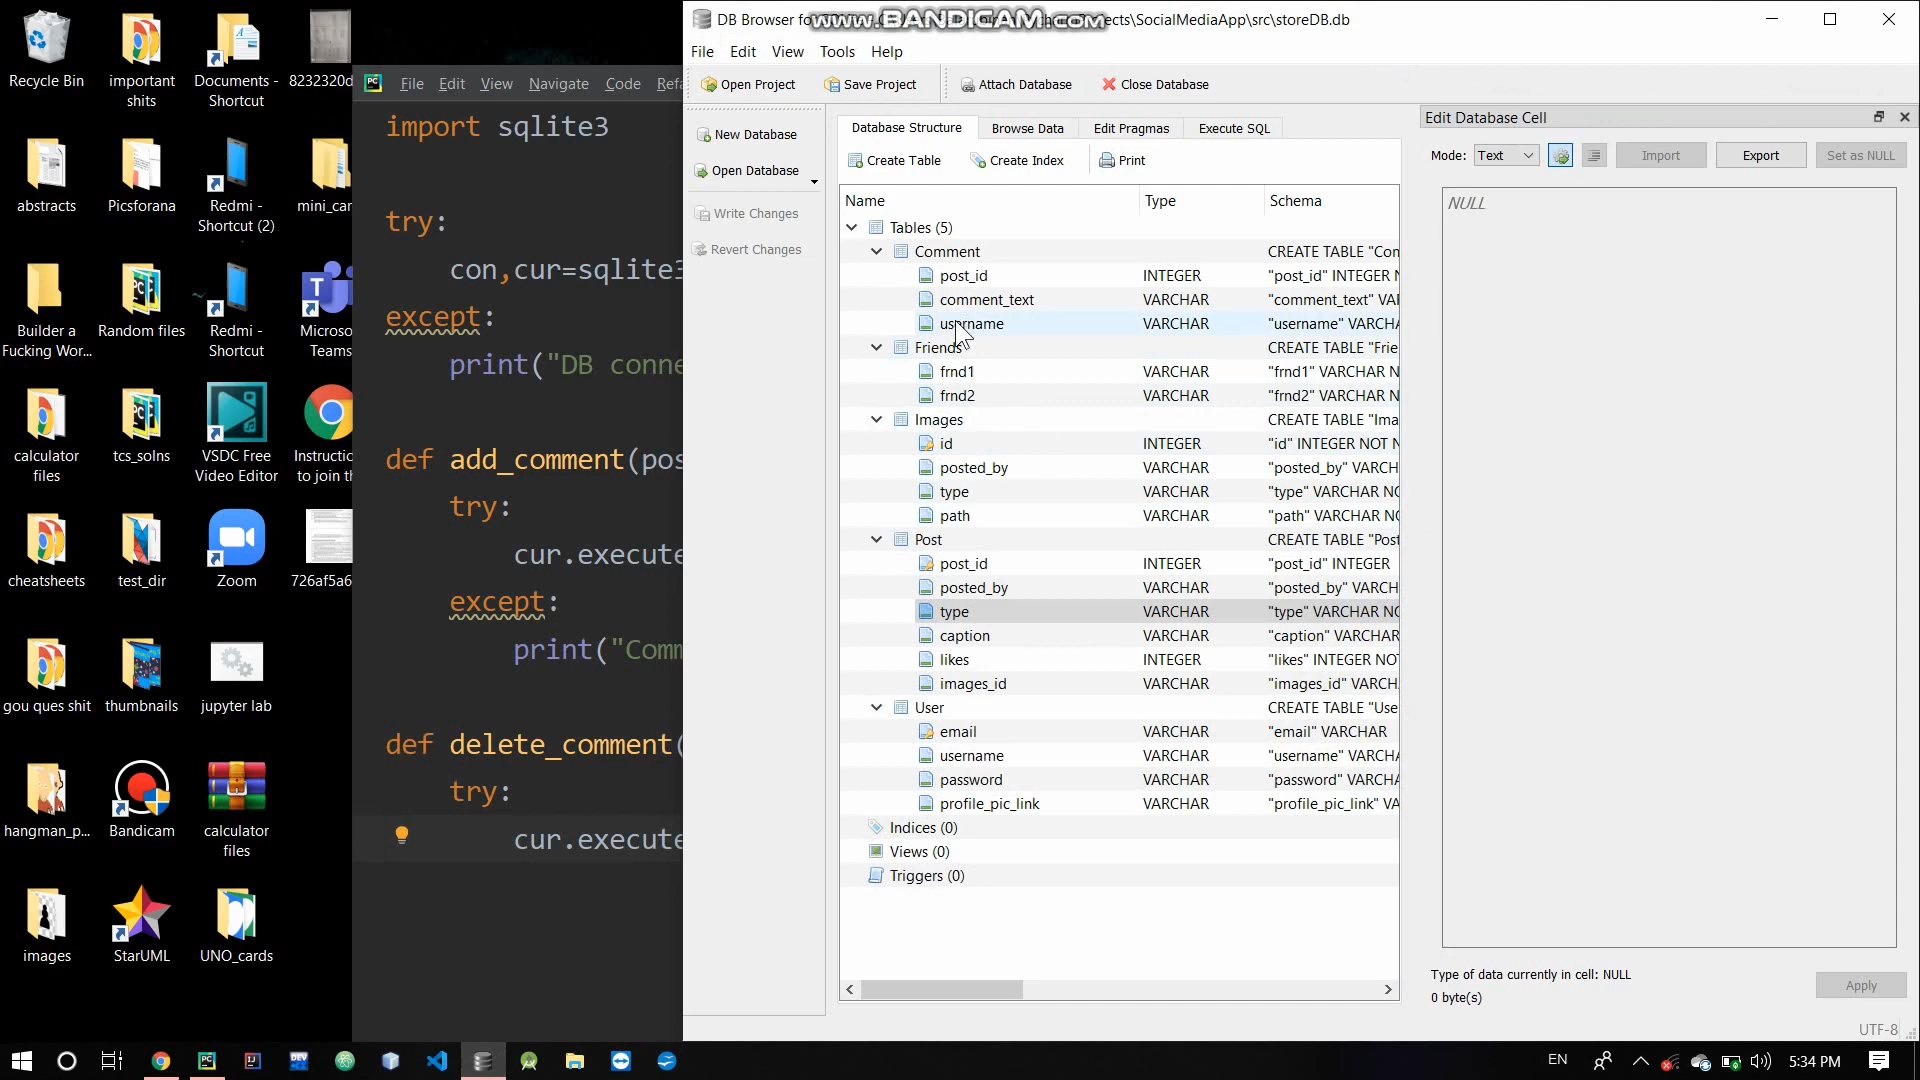 Recycle Bin
important shits
Documents - Shortcut
8232320d
abstracts
Picsforana
Redmi - Shortcut (2)
mini_car
Builder a Fucking Wor...
Random files
Redmi - Shortcut
Microso Teams
calculator files
tcs_solns
VSDC Free Video Editor
Instructi to join th
cheatsheets
test_dir
Zoom
726af5a6
gou ques shit
thumbnails
jupyter lab
hangman_p...
Bandicam
calculator files
images
StarUML
UNO_cards
File Edit View Navigate Code Refa
import sqlite3
try:
con,cur=sqlite3
except:
print("DB conne
def add_comment(pos
try:
cur.execute
except:
print("Comm
def delete_comment(
try:
cur.execute
DB Browser fo
www.BANDICAM.com
Projects\SocialMediaApp\src\storeDB.db
File Edit View Tools Help
Open Project Save Project Attach Database Close Database
New Database
Open Database
Write Changes
Revert Changes
Database Structure Browse Data Edit Pragmas Execute SQL
Create Table Create Index Print
Name Type Schema
Tables (5)
Comment CREATE TABLE "Con
post_id INTEGER "post_id" INTEGER N
comment_text VARCHAR "comment_text" VAR
username VARCHAR "username" VARCHA
Friends CREATE TABLE "Frie
frnd1 VARCHAR "frnd1" VARCHAR N
frnd2 VARCHAR "frnd2" VARCHAR N
Images CREATE TABLE "Ima
id INTEGER "id" INTEGER NOT N
posted_by VARCHAR "posted_by" VARCH
type VARCHAR "type" VARCHAR NO
path VARCHAR "path" VARCHAR NO
Post CREATE TABLE "Post
post_id INTEGER "post_id" INTEGER
posted_by VARCHAR "posted_by" VARCH
type VARCHAR "type" VARCHAR NO
caption VARCHAR "caption" VARCHAR
likes INTEGER "likes" INTEGER NOT
images_id VARCHAR "images_id" VARCH
User CREATE TABLE "Use
email VARCHAR "email" VARCHAR
username VARCHAR "username" VARCHA
password VARCHAR "password" VARCHA
profile_pic_link VARCHAR "profile_pic_link" VA
Indices (0)
Views (0)
Triggers (0)
Edit Database Cell
Mode: Text Import Export Set as NULL
NULL
Type of data currently in cell: NULL
0 byte(s)
Apply
UTF-8
EN 5:34 PM